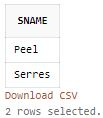 SNAME
Peel
Serres
Download CSV
2 rows selected.